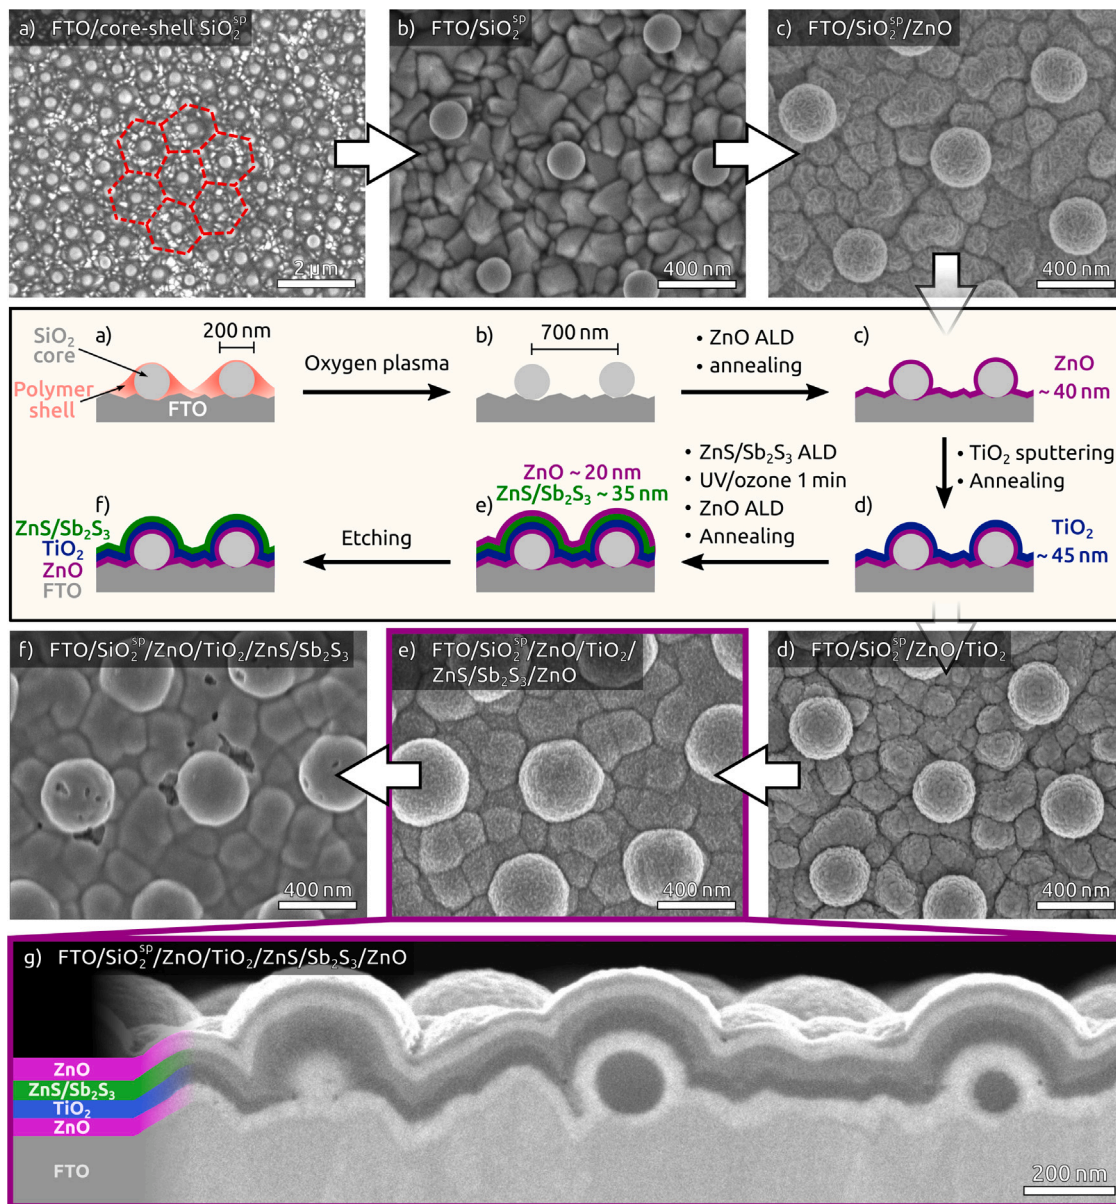 a) FTO/core-shell SiO₂ˢᵖ
2 µm
b) FTO/SiO₂ˢᵖ
400 nm
c) FTO/SiO₂ˢᵖ/ZnO
400 nm
a)
SiO₂
core
200 nm
Polymer
shell
FTO
Oxygen plasma
b)
700 nm
• ZnO ALD
• annealing
c)
ZnO
~ 40 nm
• TiO₂ sputtering
• Annealing
d)
TiO₂
~ 45 nm
• ZnS/Sb₂S₃ ALD
• UV/ozone 1 min
• ZnO ALD
• Annealing
ZnO ~ 20 nm
ZnS/Sb₂S₃ ~ 35 nm
e)
Etching
f)
ZnS/Sb₂S₃
TiO₂
ZnO
FTO
f) FTO/SiO₂ˢᵖ/ZnO/TiO₂/ZnS/Sb₂S₃
400 nm
e) FTO/SiO₂ˢᵖ/ZnO/TiO₂/
ZnS/Sb₂S₃/ZnO
400 nm
d) FTO/SiO₂ˢᵖ/ZnO/TiO₂
400 nm
g) FTO/SiO₂ˢᵖ/ZnO/TiO₂/ZnS/Sb₂S₃/ZnO
ZnO
ZnS/Sb₂S₃
TiO₂
ZnO
FTO
200 nm